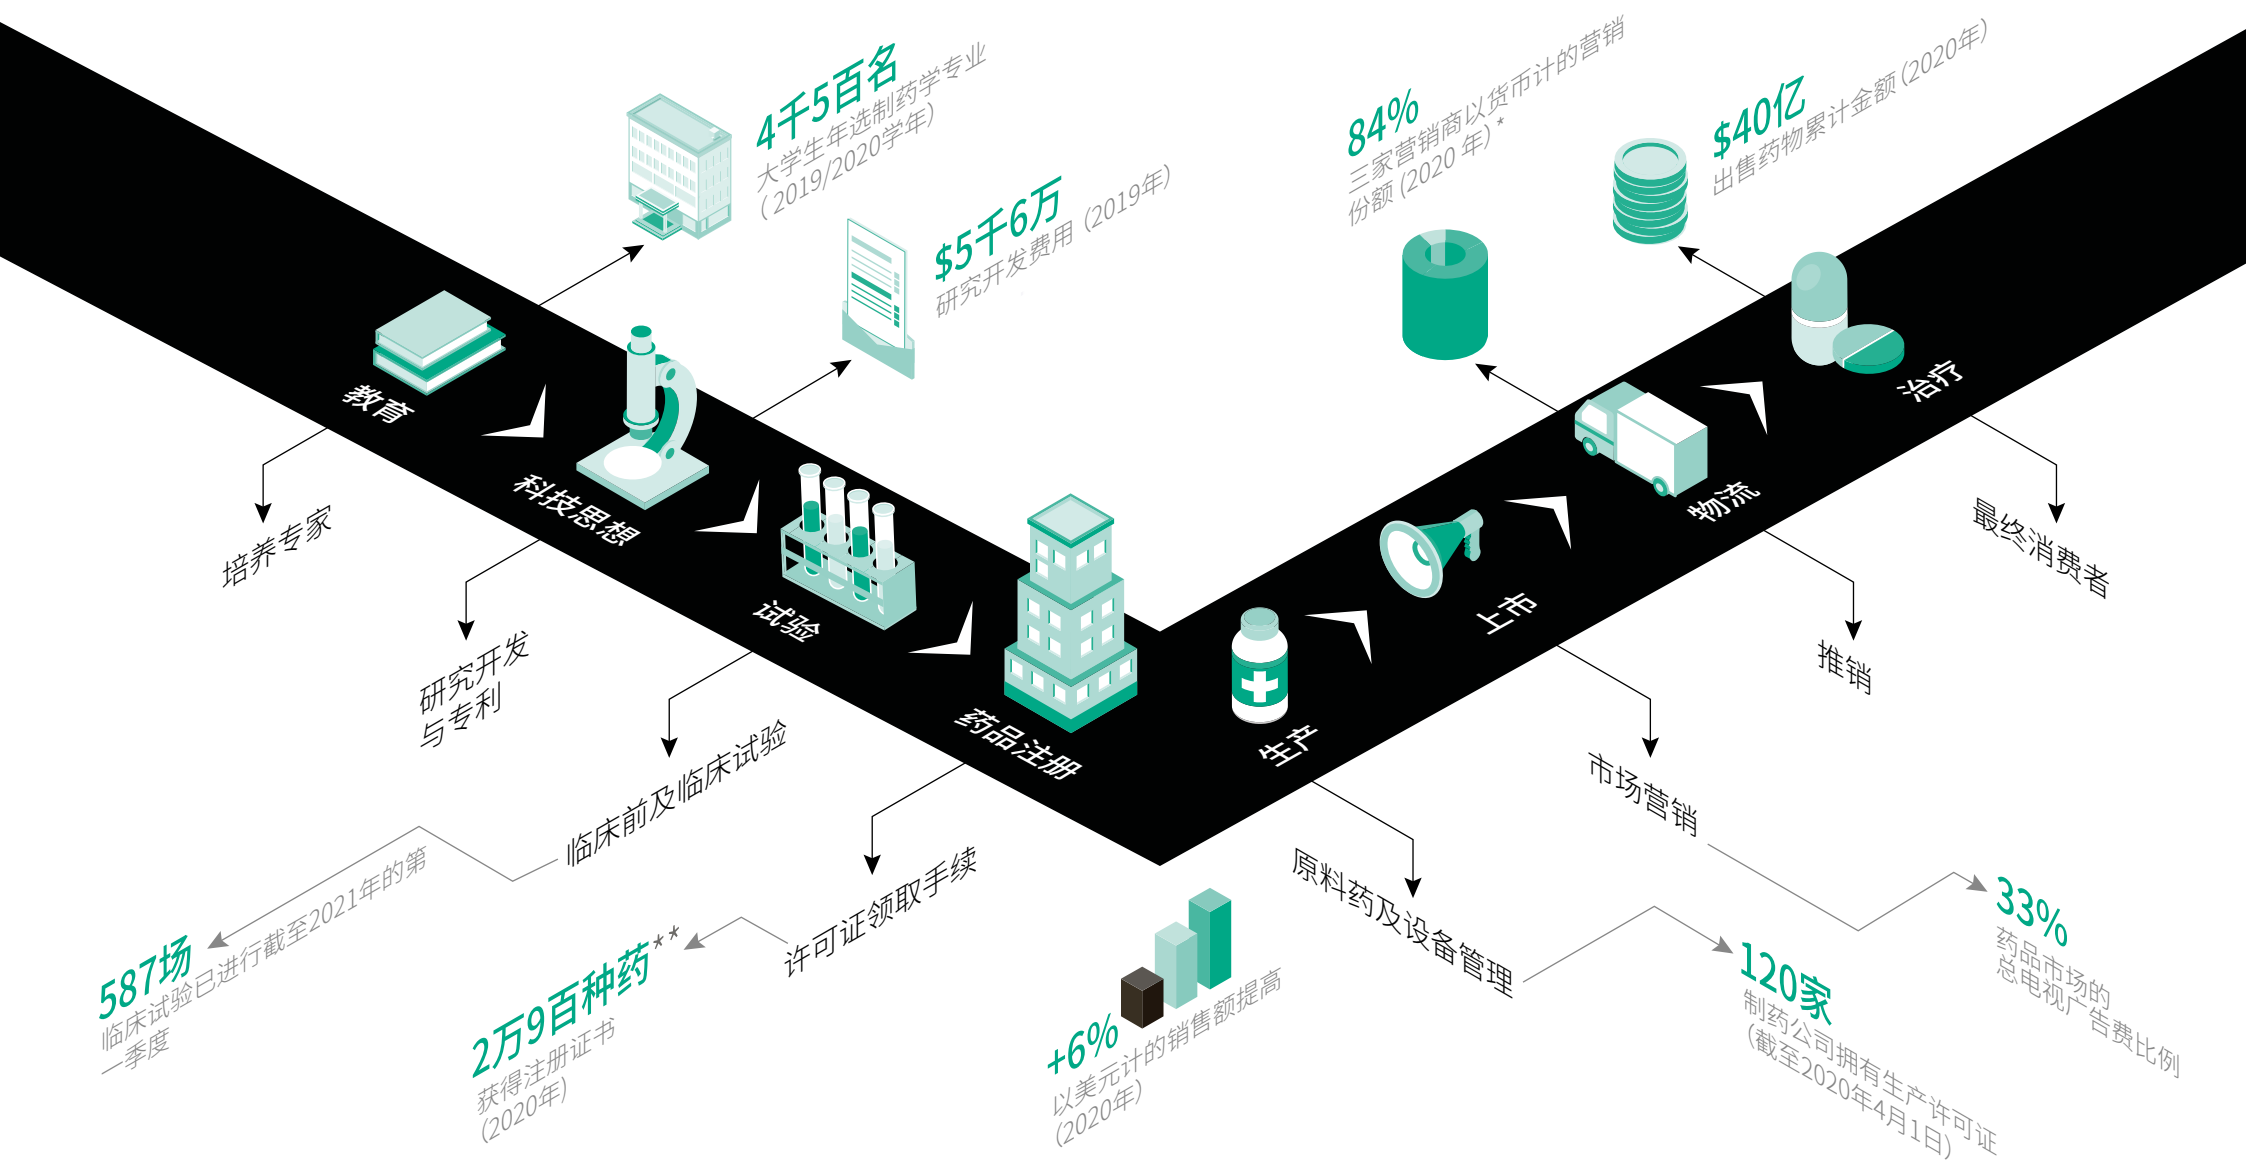 4千5百名
大学生年选制药学专业
（2019/2020学年）
$5千6万
研究开发费用（2019年）
84%
三家营销商以货币计的营销
份额（2020 年）*
$40亿
出售药物累计金额（2020年）
教育
科技思想
试验
药品注册
生产
上市
物流
治疗
培养专家
研究开发
与专利
临床前及临床试验
许可证领取手续
原料药及设备管理
市场营销
推销
最终消费者
587场
临床试验已进行截至2021年的第
一季度
2万9百种药**
获得注册证书
（2020年）
+6%
以美元计的销售额提高
（2020年）
120家
制药公司拥有生产许可证
（截至2020年4月1日）
33%
药品市场的
总电视广告费比例